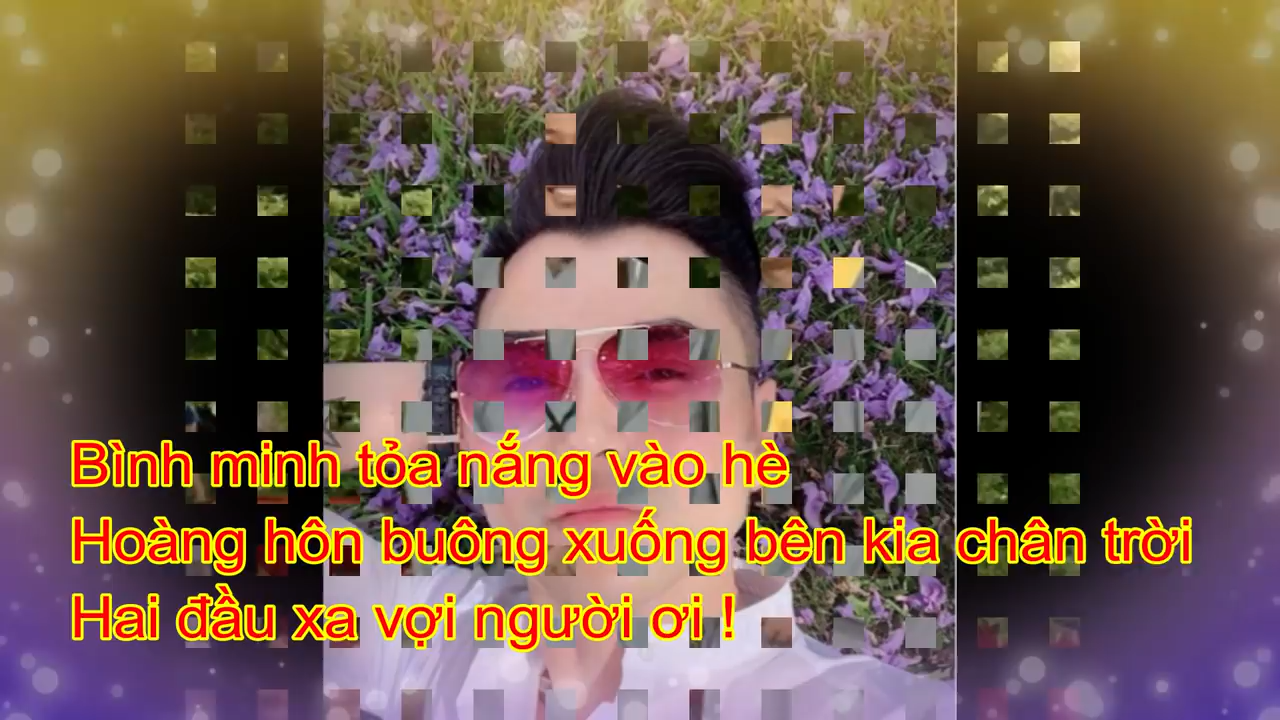 Bình minh tỏa nắng vào hè
Hoàng hôn buông xuống bên kia chân trời
Hai đầu xa vợi người ơi !